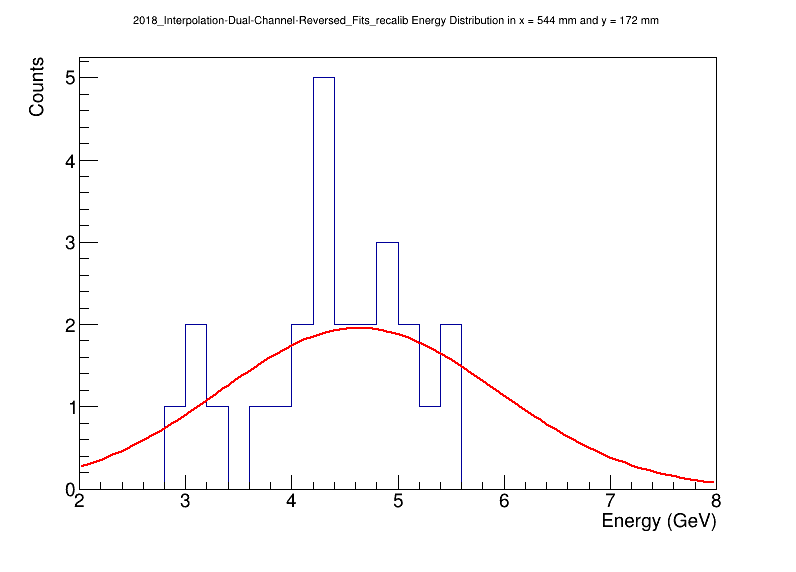 2018_Interpolation-Dual-Channel-Reversed_Fits_recalib Energy Distribution in x = 544 mm and y = 172 mm
Counts
5
4
3
2
1
0
2 3 4 5 6 7 8
Energy (GeV)